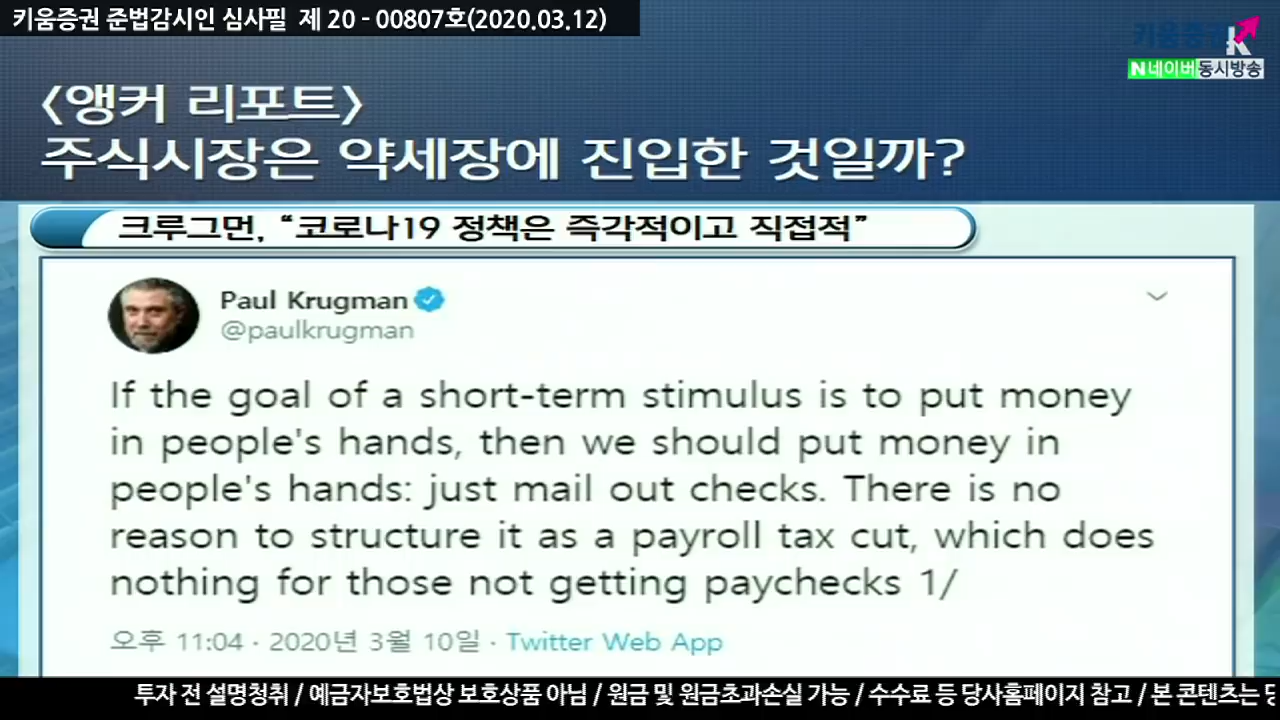 키움증권 준법감시인 심사필 제 20 - 00807호(2020.03.12)
키움증권
N네이버 동시방송
<앵커 리포트>
주식시장은 약세장에 진입한 것일까?
크루그먼, “코로나19 정책은 즉각적이고 직접적”
Paul Krugman
@paulkrugman
If the goal of a short-term stimulus is to put money
in people's hands, then we should put money in
people's hands: just mail out checks. There is no
reason to structure it as a payroll tax cut, which does
nothing for those not getting paychecks 1/
오후 11:04 · 2020년 3월 10일 · Twitter Web App
투자 전 설명청취 / 예금자보호법상 보호상품 아님 / 원금 및 원금초과손실 가능 / 수수료 등 당사홈페이지 참고 / 본 콘텐츠는